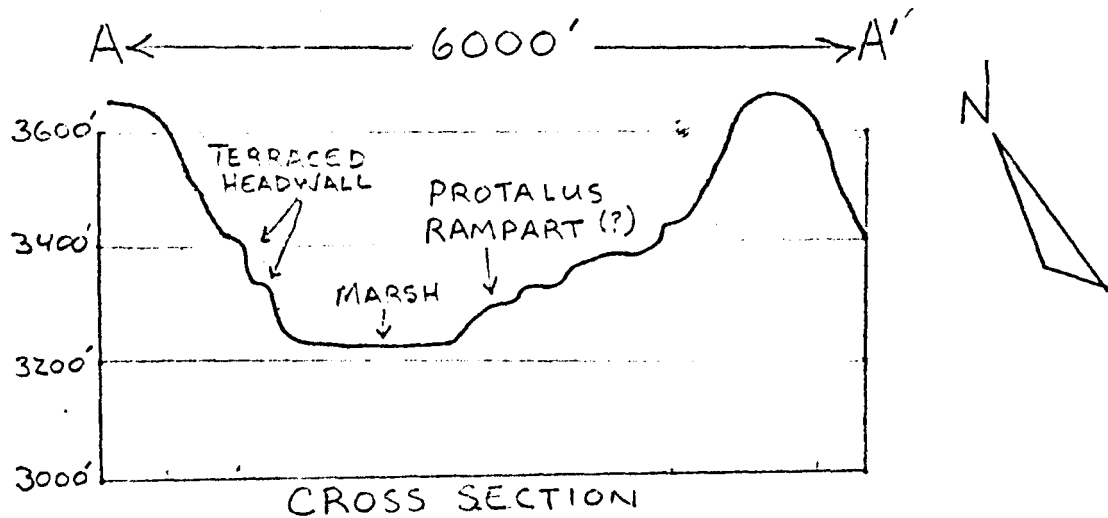 A 6000' A'
N
3600'
TERRACED
HEADWALL
PROTALUS
RAMPART (?)
3400'
MARSH
3200'
3000'
CROSS SECTION